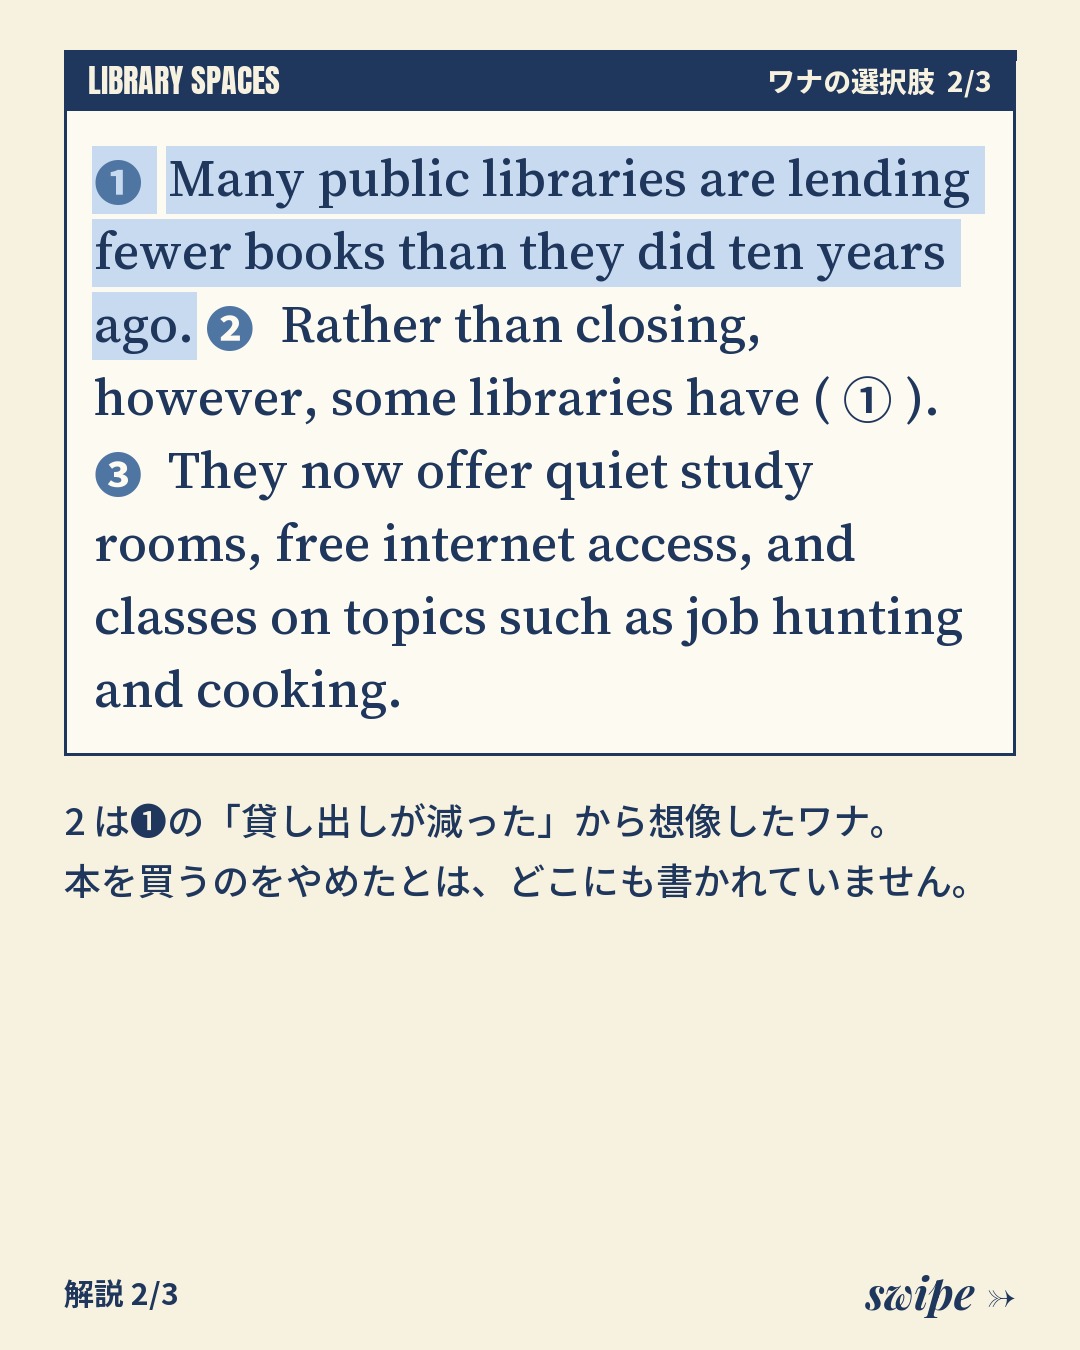 LIBRARY SPACES
ワナの選択肢 2/3
❶ Many public libraries are lending
fewer books than they did ten years
ago. ❷ Rather than closing,
however, some libraries have ( ① ).
❸ They now offer quiet study
rooms, free internet access, and
classes on topics such as job hunting
and cooking.
2 は❶の「貸し出しが減った」から想像したワナ。
本を買うのをやめたとは、どこにも書かれていません。
解説 2/3
swipe